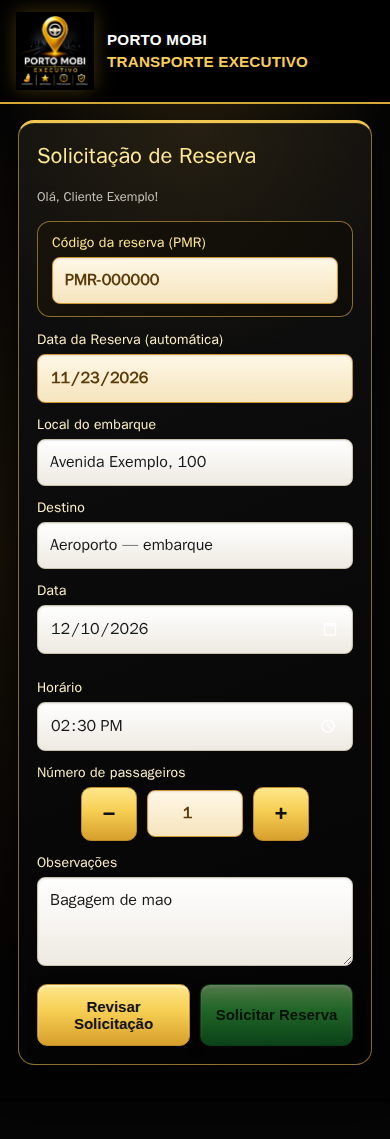 PORTO MOBI
EXECUTIVO
PORTO MOBI
TRANSPORTE EXECUTIVO
Solicitação de Reserva
Olá, Cliente Exemplo!
Código da reserva (PMR)
PMR-000000
Data da Reserva (automática)
11/23/2026
Local do embarque
Avenida Exemplo, 100
Destino
Aeroporto — embarque
Data
12/10/2026
Horário
02:30 PM
Número de passageiros
− 1 +
Observações
Bagagem de mao
Revisar
Solicitação
Solicitar Reserva